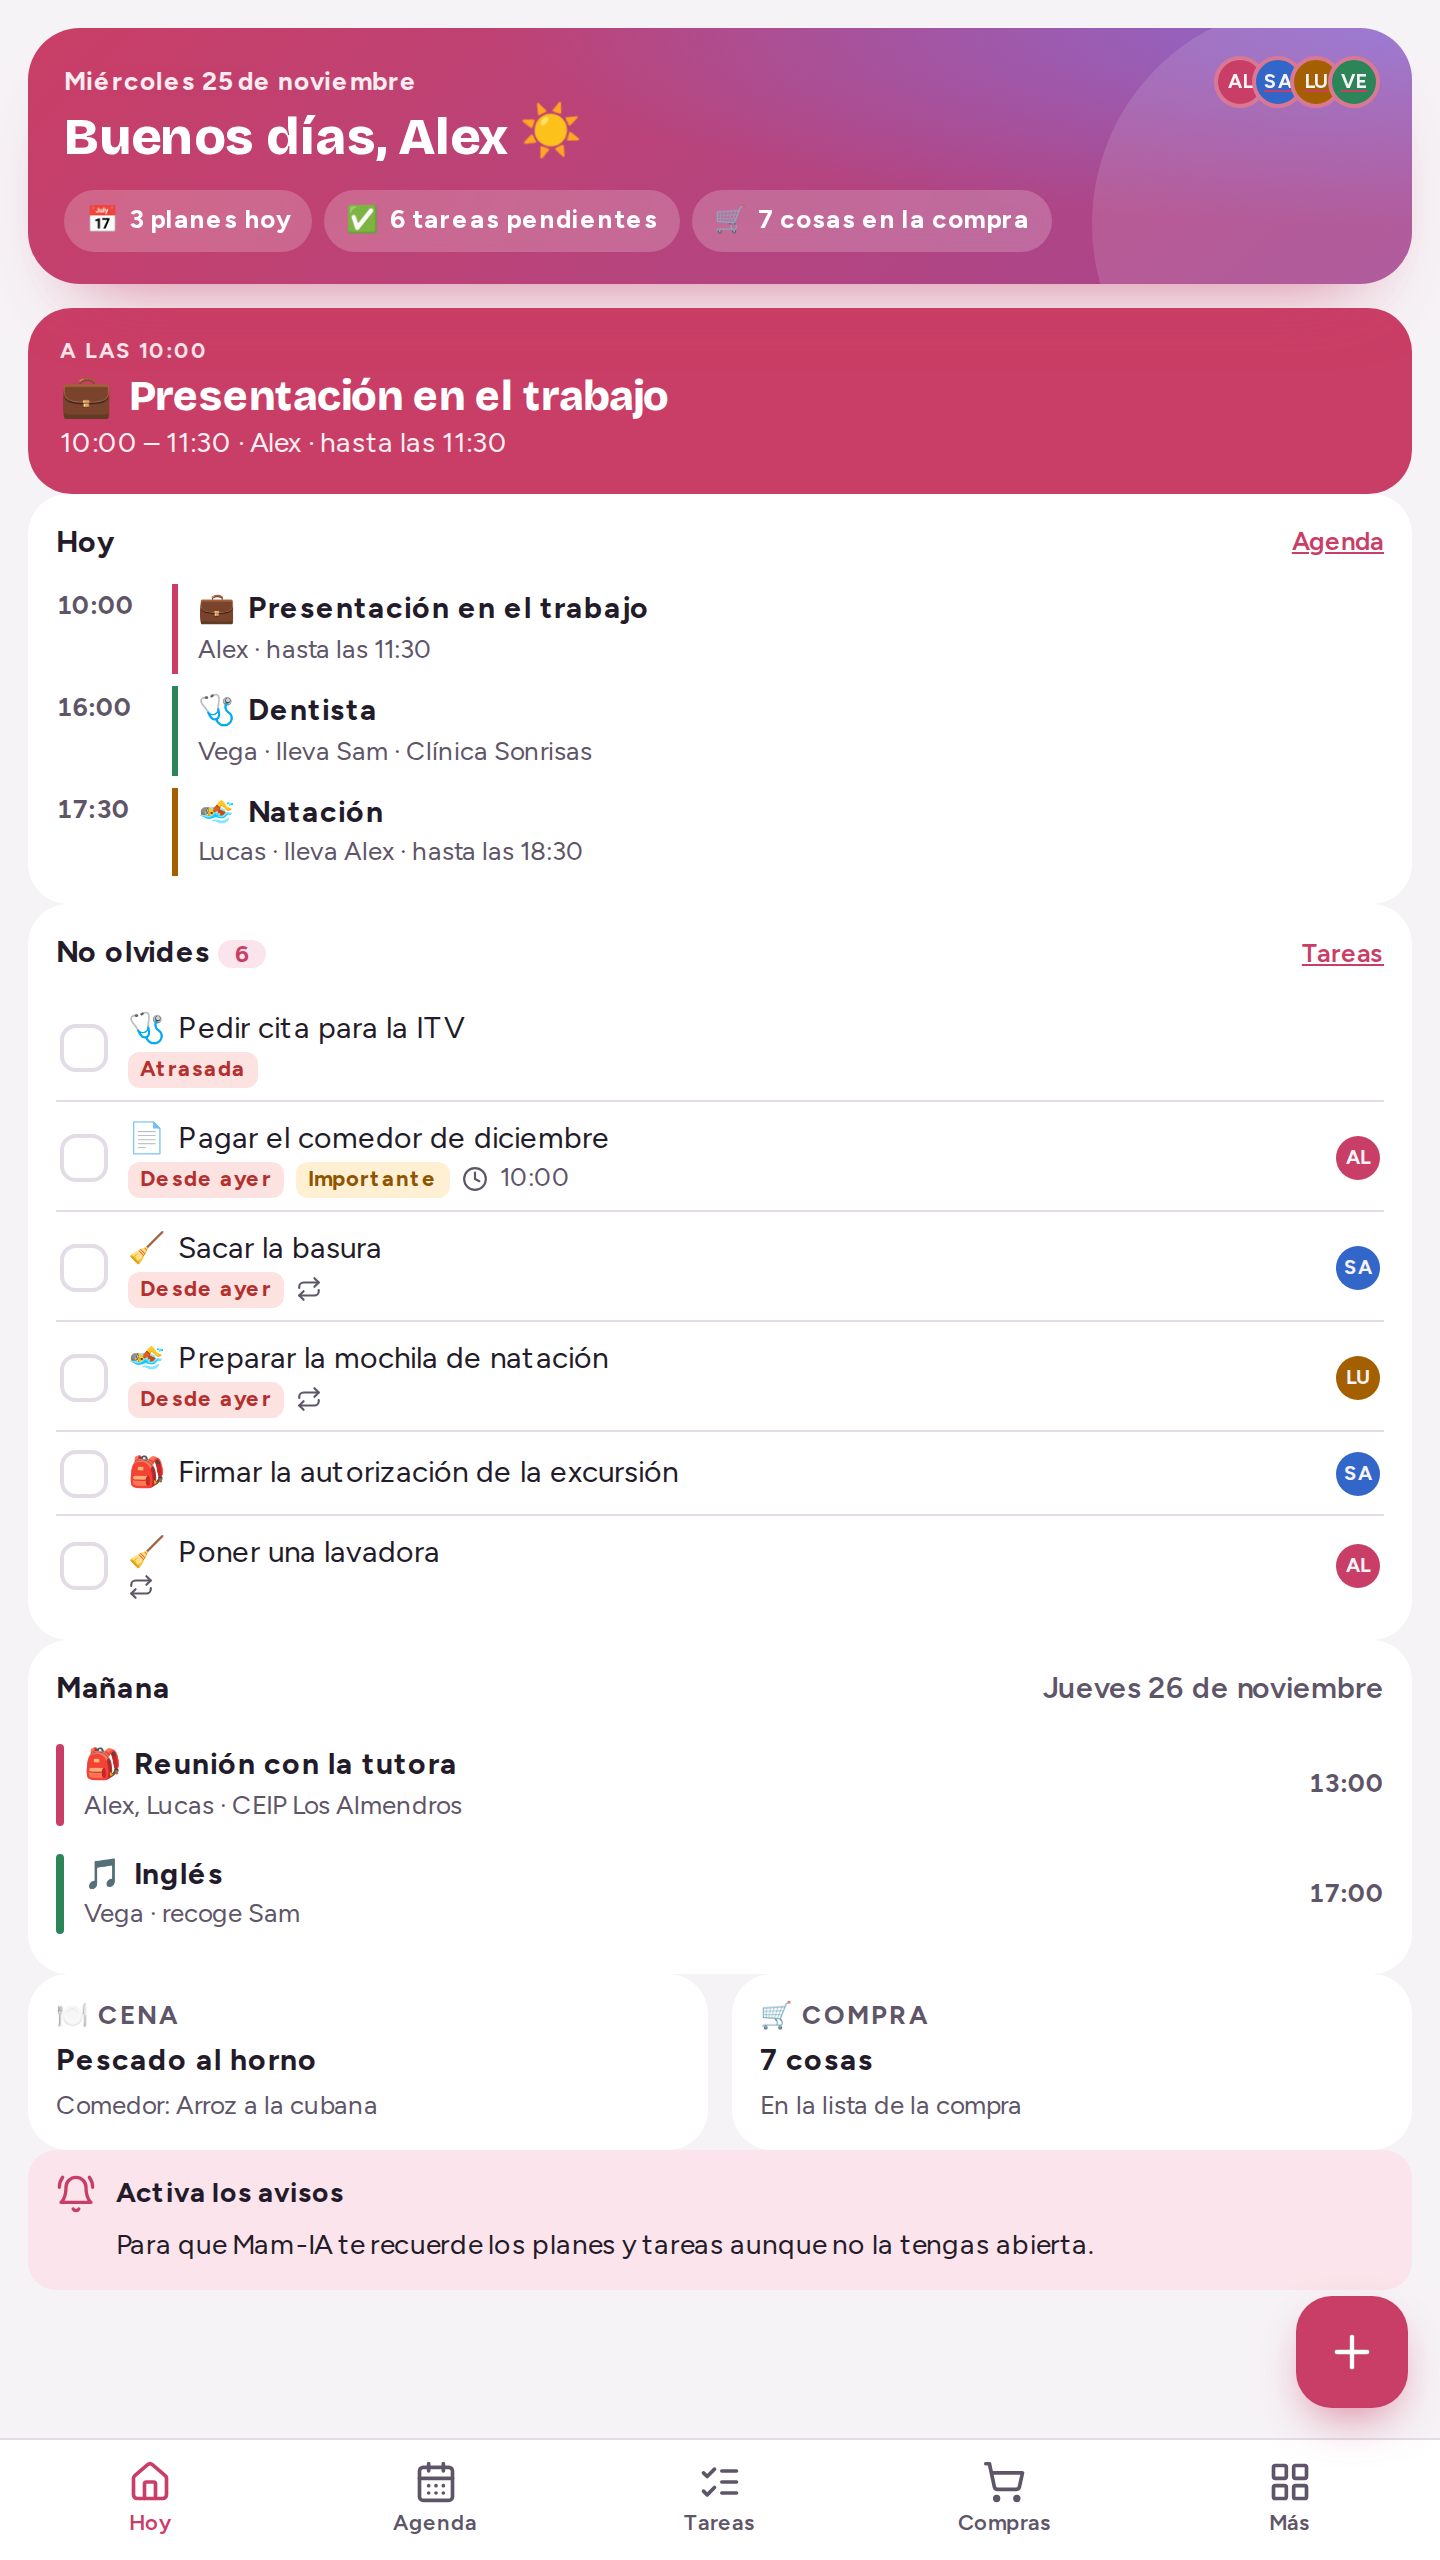 Miércoles 25 de noviembre
AL SA LU VE
Buenos días, Alex ☀️
📅 3 planes hoy ✅ 6 tareas pendientes 🛒 7 cosas en la compra
A LAS 10:00
💼 Presentación en el trabajo
10:00 – 11:30 · Alex · hasta las 11:30
Hoy Agenda
10:00 💼 Presentación en el trabajo
Alex · hasta las 11:30
16:00 🩺 Dentista
Vega · lleva Sam · Clínica Sonrisas
17:30 🏊 Natación
Lucas · lleva Alex · hasta las 18:30
No olvides 6 Tareas
🩺 Pedir cita para la ITV
Atrasada
📄 Pagar el comedor de diciembre
Desde ayer Importante 10:00
AL
🧹 Sacar la basura
Desde ayer
SA
🏊 Preparar la mochila de natación
Desde ayer
LU
🎒 Firmar la autorización de la excursión
SA
🧹 Poner una lavadora
AL
Mañana Jueves 26 de noviembre
🎒 Reunión con la tutora
Alex, Lucas · CEIP Los Almendros
13:00
🎵 Inglés
Vega · recoge Sam
17:00
🍽️ CENA
Pescado al horno
Comedor: Arroz a la cubana
🛒 COMPRA
7 cosas
En la lista de la compra
Activa los avisos
Para que Mam-IA te recuerde los planes y tareas aunque no la tengas abierta.
Hoy Agenda Tareas Compras Más